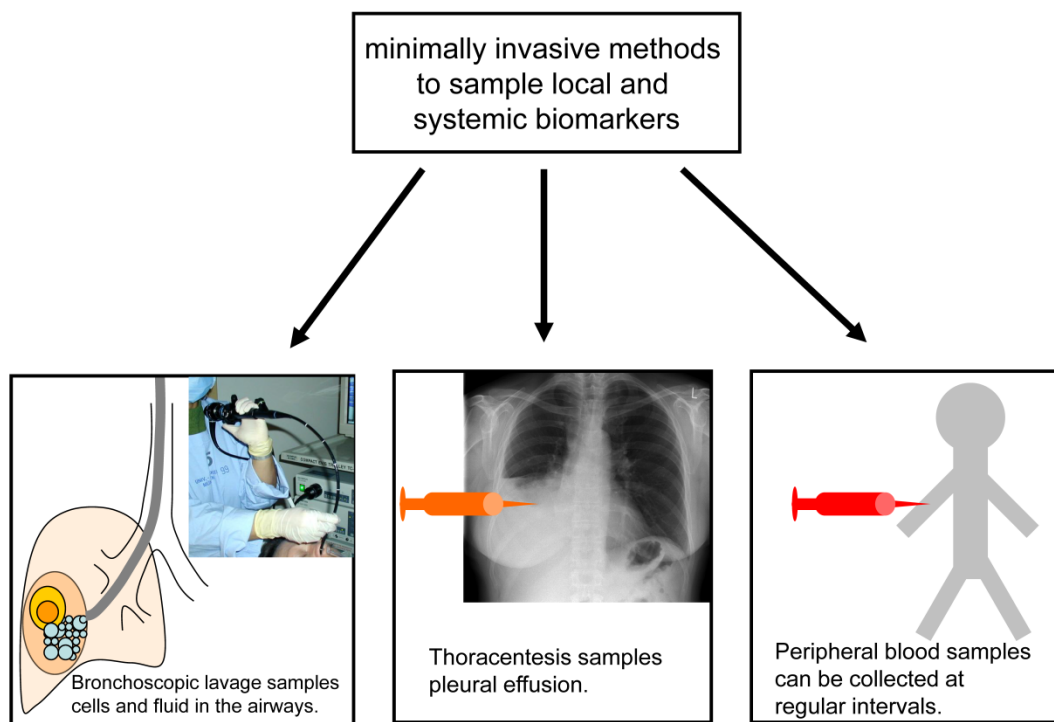 minimally invasive methods
to sample local and
systemic biomarkers
L
Bronchoscopic lavage samples
cells and fluid in the airways.
Thoracentesis samples
pleural effusion.
Peripheral blood samples
can be collected at
regular intervals.